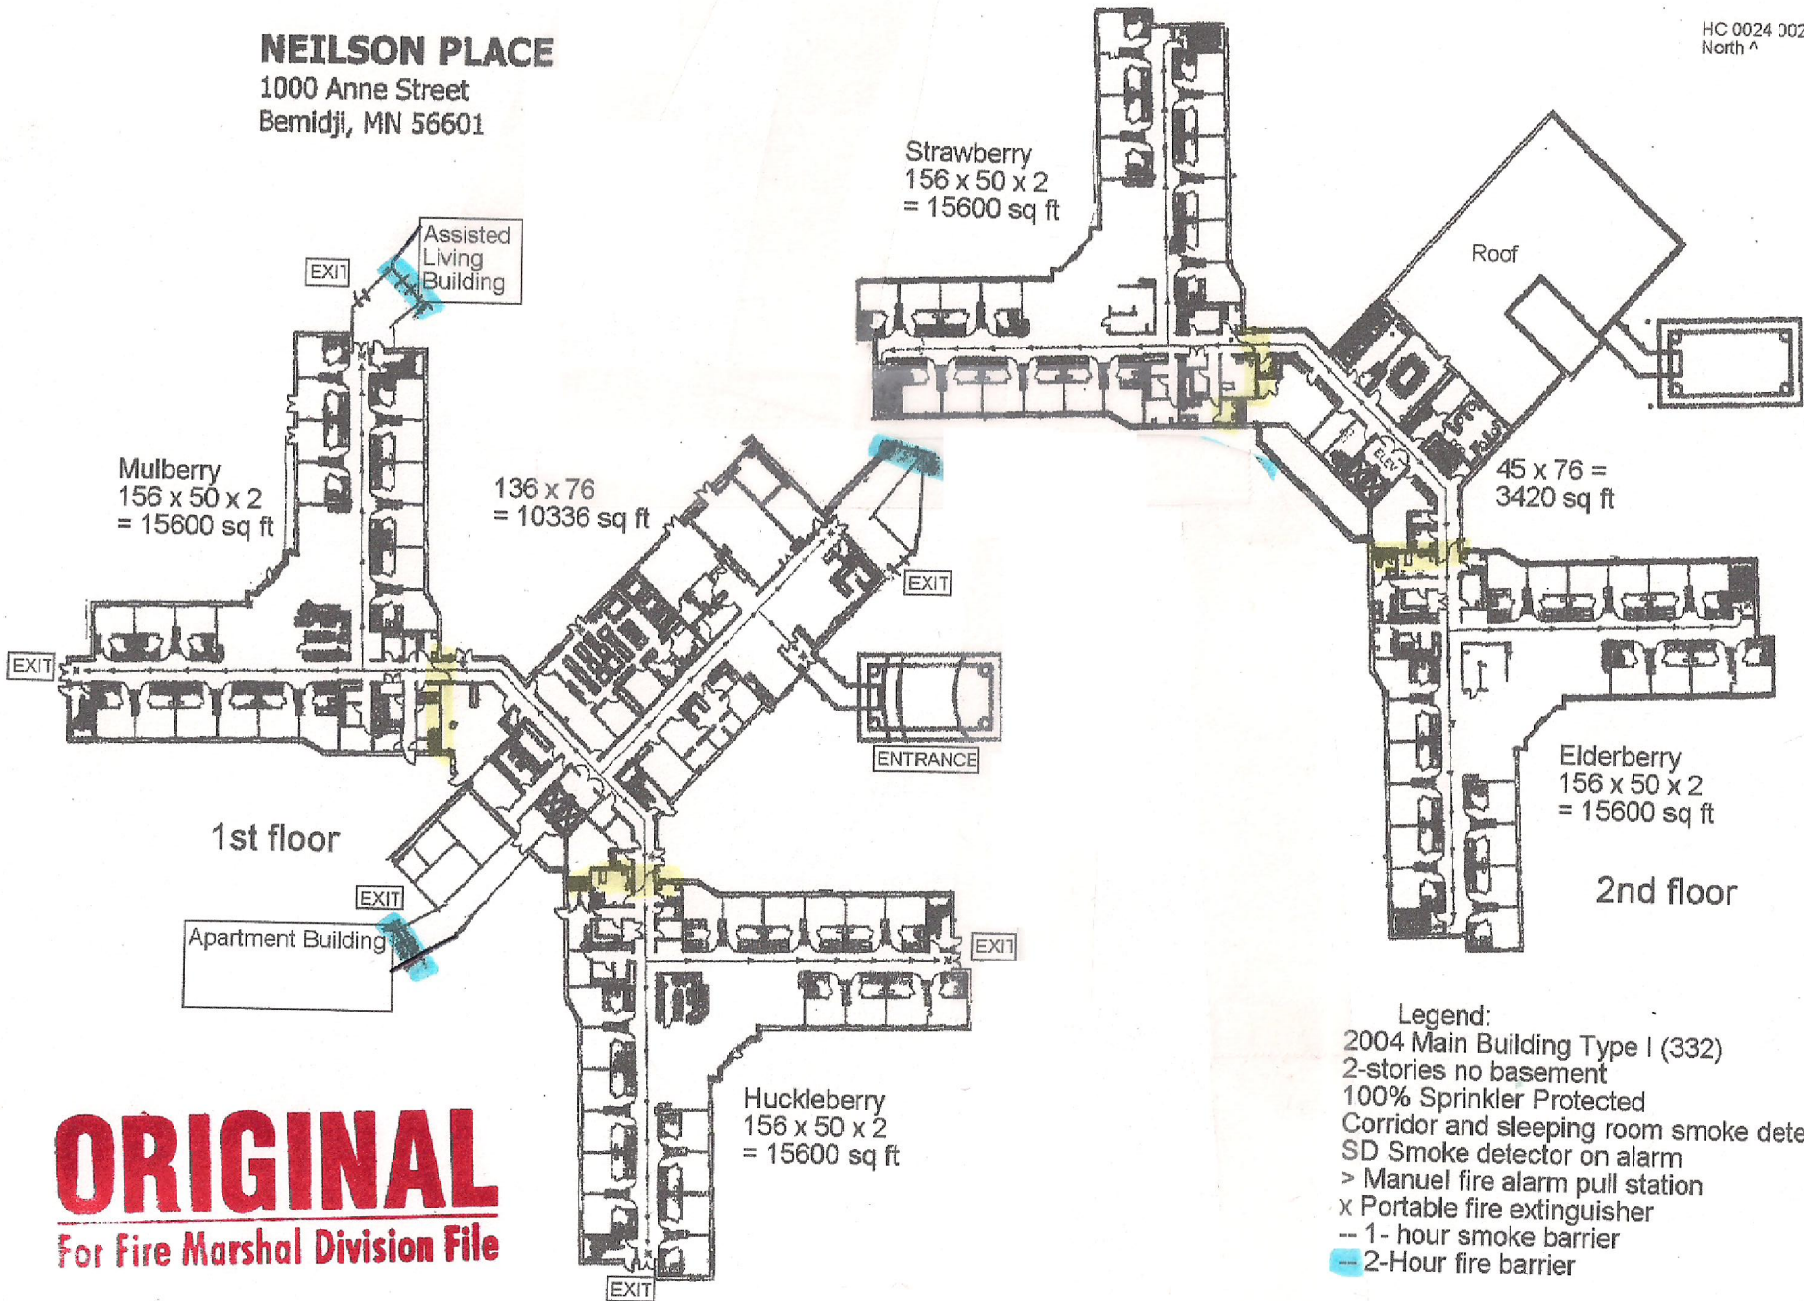 NEILSON PLACE
1000 Anne Street
Bemidji, MN 56601
HC 0024 002
North ^
Strawberry
156 x 50 x 2
= 15600 sq ft
Roof
Assisted
Living
Building
EXIT
Mulberry
156 x 50 x 2
= 15600 sq ft
136 x 76
= 10336 sq ft
ELEV
45 x 76 =
3420 sq ft
EXIT
EXIT
ENTRANCE
Elderberry
156 x 50 x 2
= 15600 sq ft
1st floor
2nd floor
EXIT
Apartment Building
EXIT
Huckleberry
156 x 50 x 2
= 15600 sq ft
EXIT
Legend:
2004 Main Building Type I (332)
2-stories no basement
100% Sprinkler Protected
Corridor and sleeping room smoke dete
SD Smoke detector on alarm
> Manuel fire alarm pull station
x Portable fire extinguisher
-- 1- hour smoke barrier
-- 2-Hour fire barrier
ORIGINAL
For Fire Marshal Division File